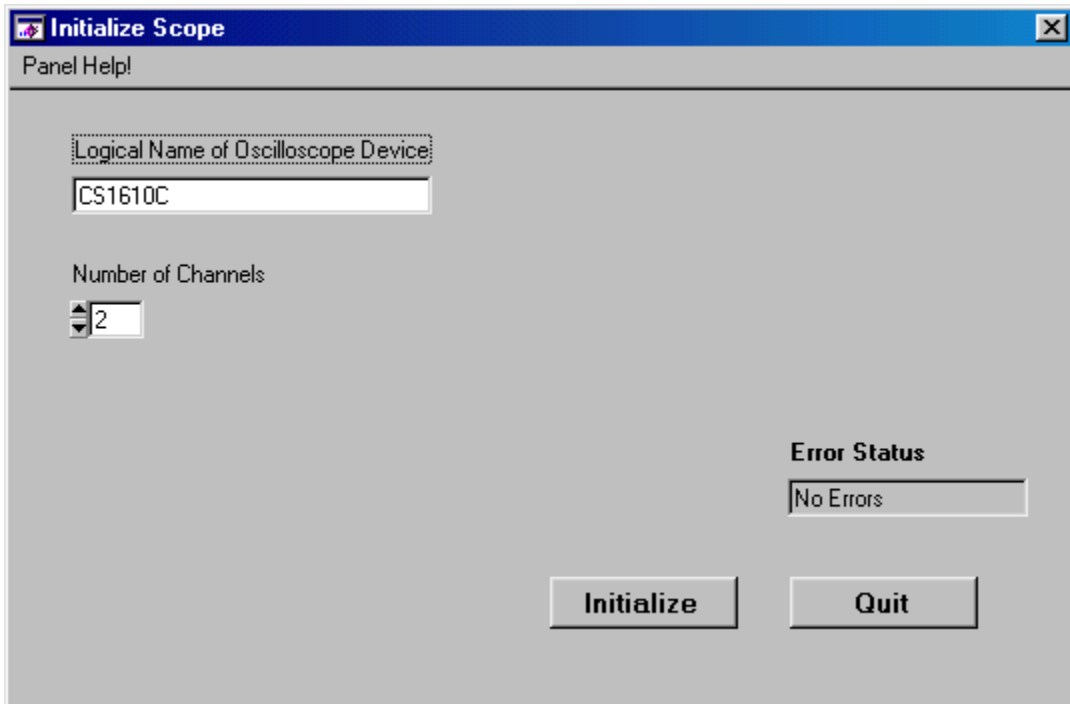 Initialize Scope
Panel Help!
Logical Name of Oscilloscope Device
CS1610C
Number of Channels
2
Error Status
No Errors
Initialize
Quit